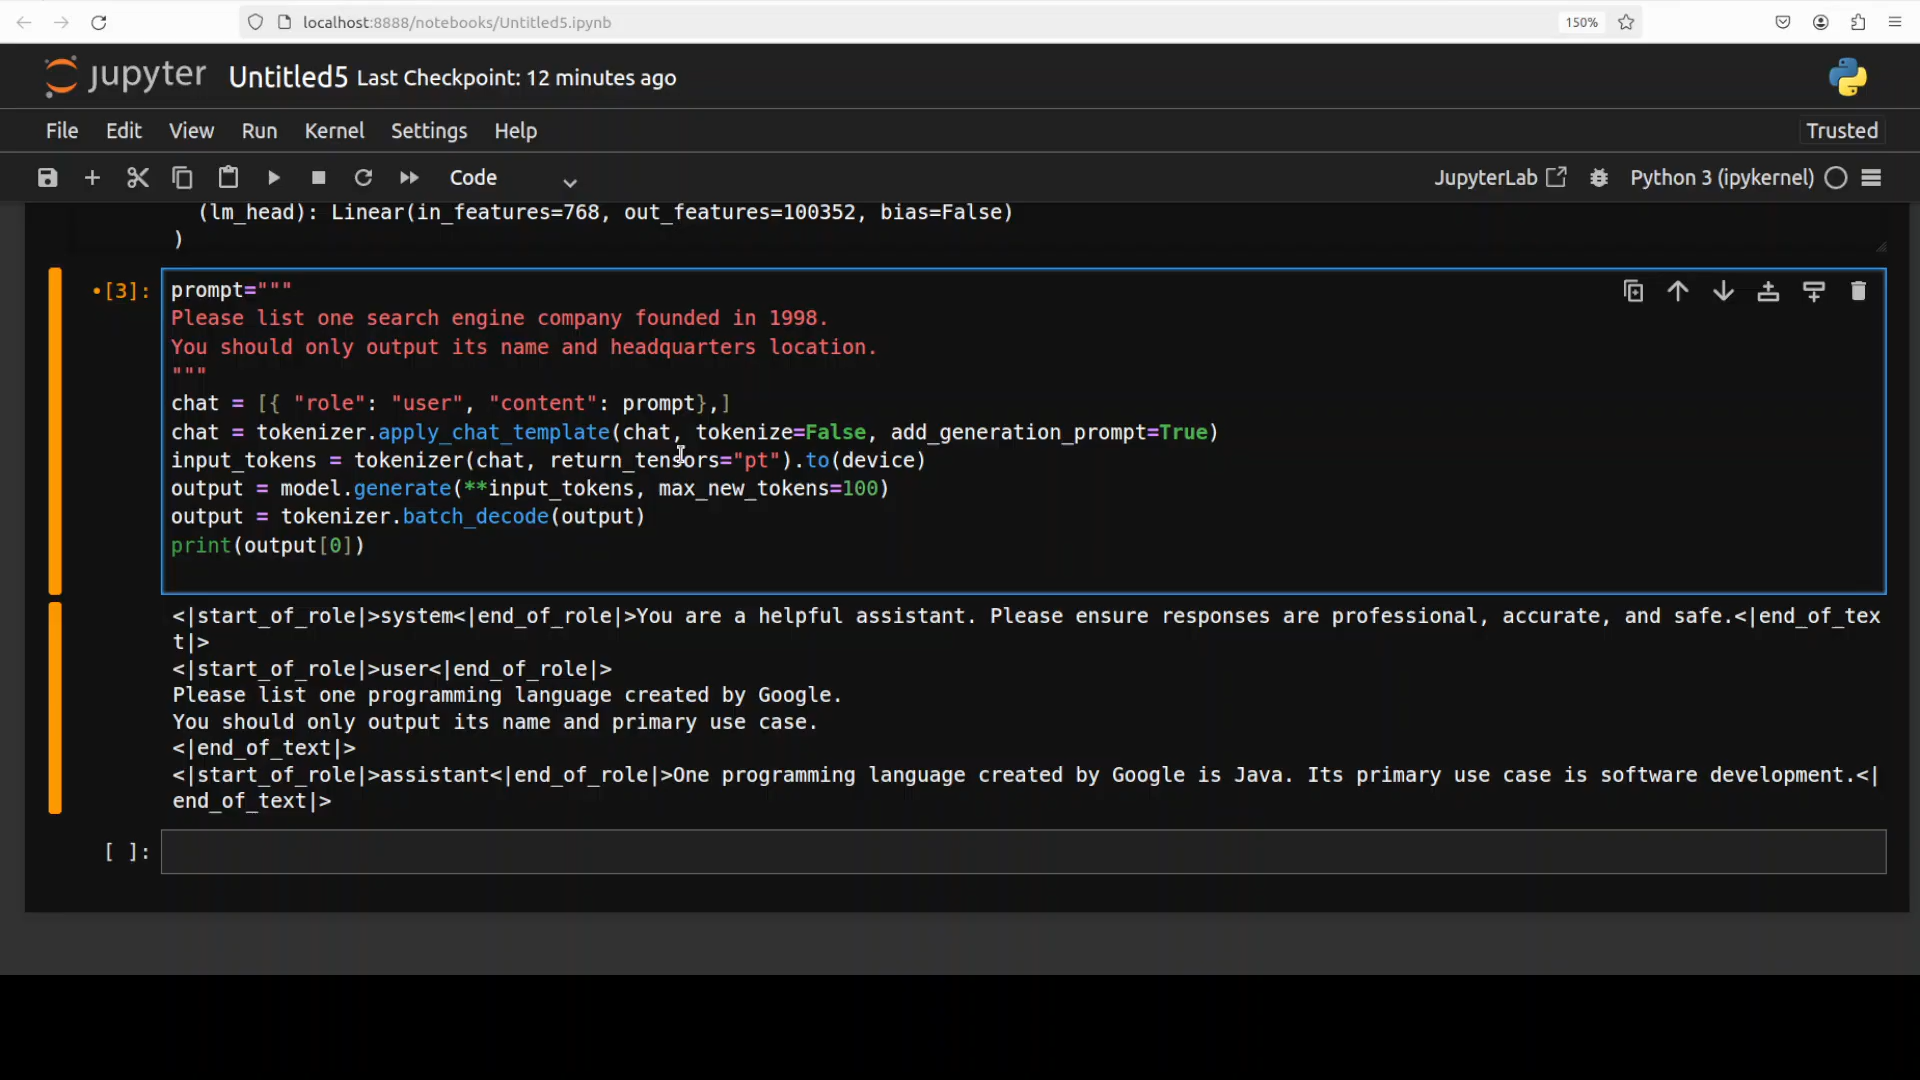 localhost:8888/notebooks/Untitled5.ipynb
150%
jupyter Untitled5 Last Checkpoint: 12 minutes ago
File Edit View Run Kernel Settings Help
Trusted
Code
JupyterLab
Python 3 (ipykernel)
(lm_head): Linear(in_features=768, out_features=100352, bias=False)
)
•[3]:
prompt="""
Please list one search engine company founded in 1998.
You should only output its name and headquarters location.
"""
chat = [{ "role": "user", "content": prompt},]
chat = tokenizer.apply_chat_template(chat, tokenize=False, add_generation_prompt=True)
input_tokens = tokenizer(chat, return_tensors="pt").to(device)
output = model.generate(**input_tokens, max_new_tokens=100)
output = tokenizer.batch_decode(output)
print(output[0])
<|start_of_role|>system<|end_of_role|>You are a helpful assistant. Please ensure responses are professional, accurate, and safe.<|end_of_tex
t|>
<|start_of_role|>user<|end_of_role|>
Please list one programming language created by Google.
You should only output its name and primary use case.
<|end_of_text|>
<|start_of_role|>assistant<|end_of_role|>One programming language created by Google is Java. Its primary use case is software development.<|
end_of_text|>
[ ]: